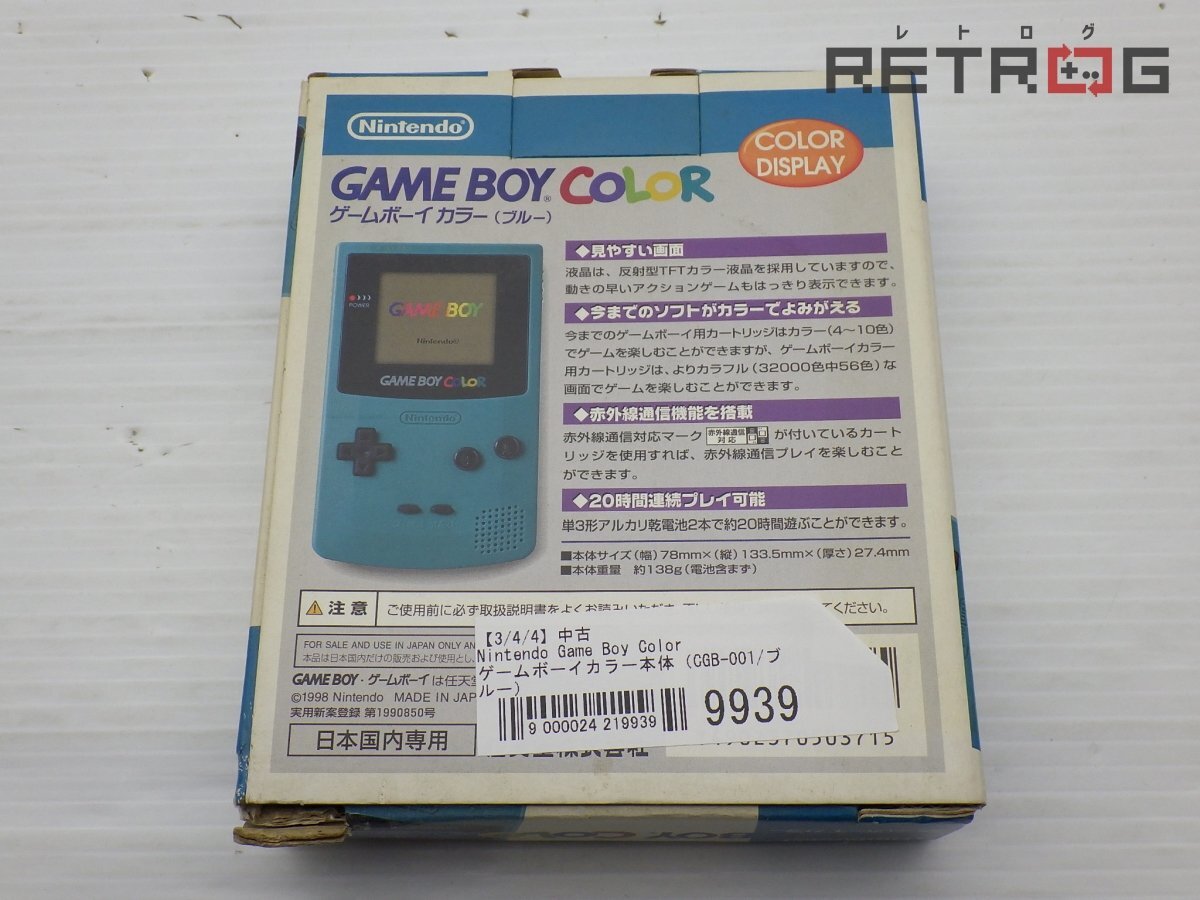 レトログ
RETROG
Nintendo
COLOR
DISPLAY
GAME BOY COLOR
ゲームボーイ カラー（ブルー）
POWER
GAME BOY
Nintendo
GAME BOY COLOR
Nintendo
◆見やすい画面
液晶は、反射型TFTカラー液晶を採用していますので、
動きの早いアクションゲームもはっきり表示できます。
◆今までのソフトがカラーでよみがえる
今までのゲームボーイ用カートリッジはカラー（4～10色）
でゲームを楽しむことができますが、ゲームボーイカラー
用カートリッジは、よりカラフル（32000色中56色）な
画面でゲームを楽しむことができます。
◆赤外線通信機能を搭載
赤外線通信対応マーク 赤外線通信対応 が付いているカート
リッジを使用すれば、赤外線通信プレイを楽しむこと
ができます。
◆20時間連続プレイ可能
単3形アルカリ乾電池2本で約20時間遊ぶことができます。
■本体サイズ（幅）78mm×（縦）133.5mm×（厚さ）27.4mm
■本体重量 約138g（電池含まず）
注意
ご使用前に必ず取扱説明書をよくお読みいただき、
てください。
FOR SALE AND USE IN JAPAN ONLY AN
本品は日本国内だけの販売および使用とし、
GAME BOY・ゲームボーイは任天堂
©1998 Nintendo MADE IN JAP
実用新案登録 第1990850号
日本国内専用
【3/4/4】中古
Nintendo Game Boy Color
ゲームボーイカラー本体（CGB-001/ブ
ルー）
9 000024 219939
9939
株式会社